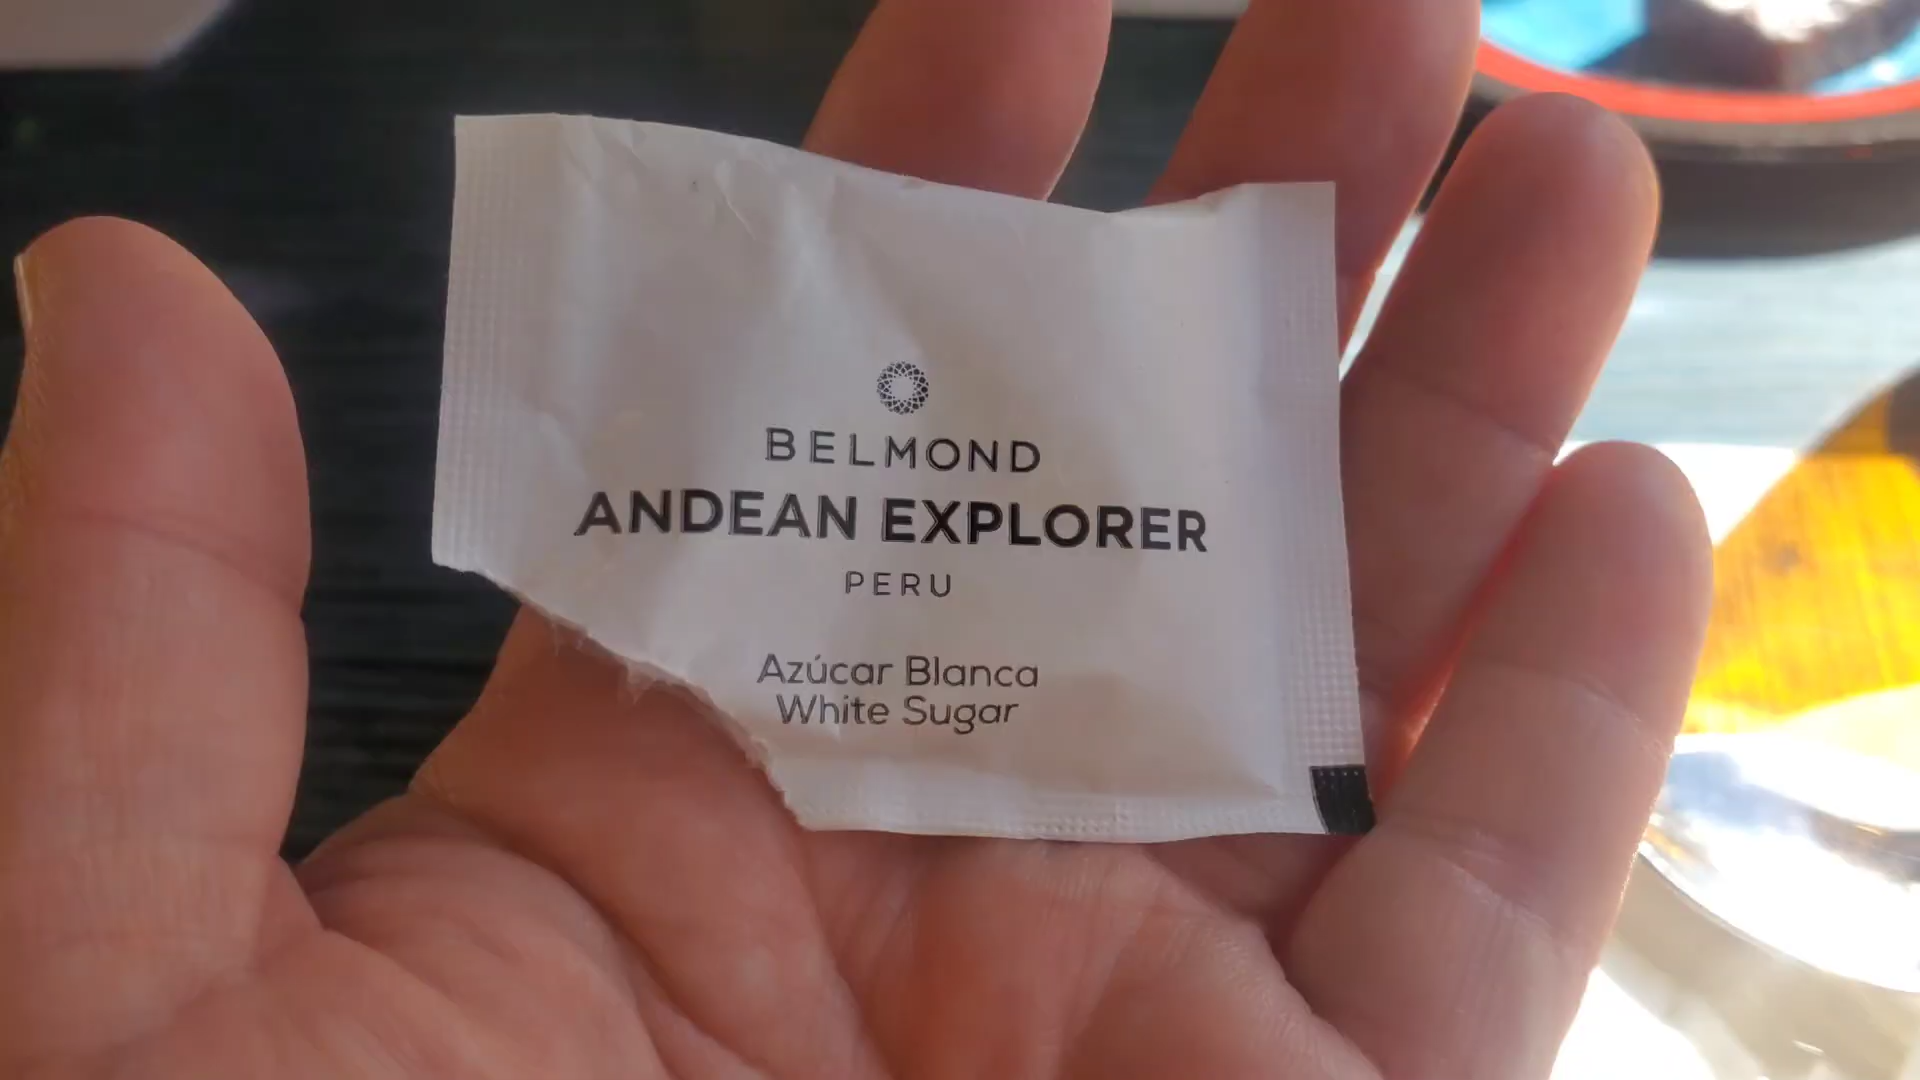 BELMOND
ANDEAN EXPLORER
PERU
Azúcar Blanca
White Sugar